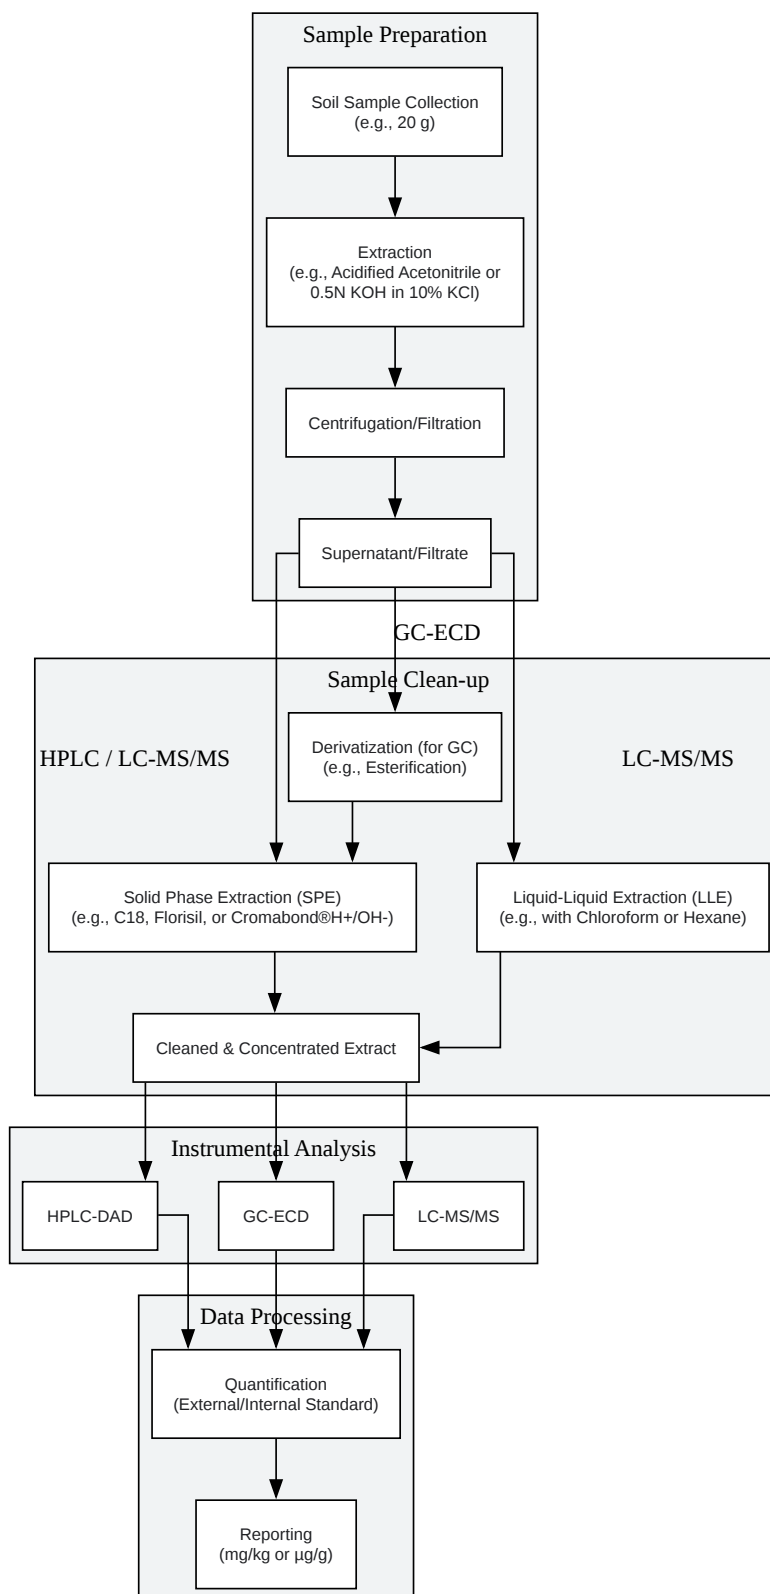 Sample Preparation
Soil Sample Collection
(e.g., 20 g)
Extraction
(e.g., Acidified Acetonitrile or
0.5N KOH in 10% KCl)
Centrifugation/Filtration
Supernatant/Filtrate
GC-ECD
Sample Clean-up
Derivatization (for GC)
(e.g., Esterification)
HPLC / LC-MS/MS
LC-MS/MS
Solid Phase Extraction (SPE)
(e.g., C18, Florisil, or Cromabond®H+/OH-)
Liquid-Liquid Extraction (LLE)
(e.g., with Chloroform or Hexane)
Cleaned & Concentrated Extract
Instrumental Analysis
HPLC-DAD
GC-ECD
LC-MS/MS
Data Processing
Quantification
(External/Internal Standard)
Reporting
(mg/kg or µg/g)